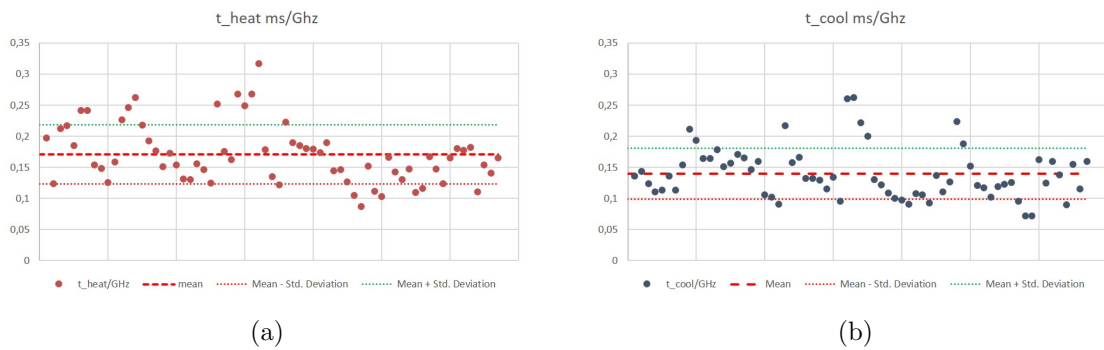 t_heat ms/Ghz
0,35
0,3
0,25
0,2
0,15
0,1
0,05
0
t_heat/GHz mean Mean - Std. Deviation Mean + Std. Deviation
(a)
t_cool ms/Ghz
0,35
0,3
0,25
0,2
0,15
0,1
0,05
0
t_cool/GHz Mean Mean - Std. Deviation Mean + Std. Deviation
(b)